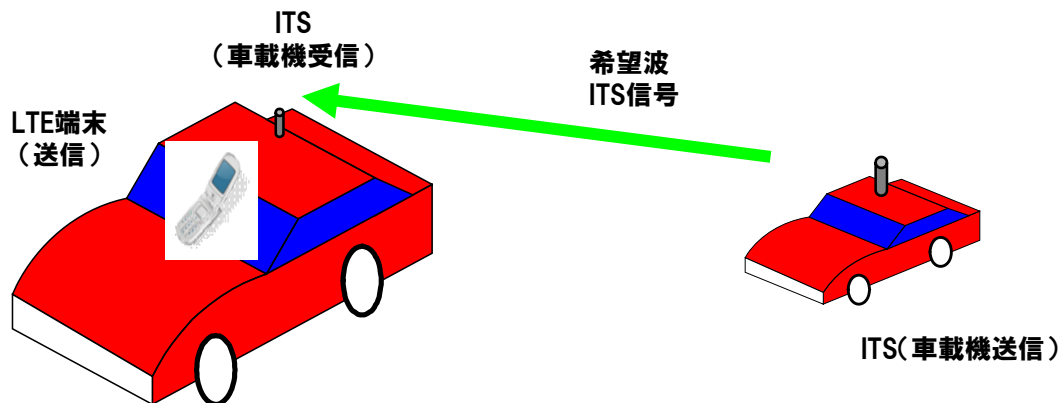 ITS
（車載機受信）
希望波
ITS信号
LTE端末
（送信）
ITS（車載機送信）